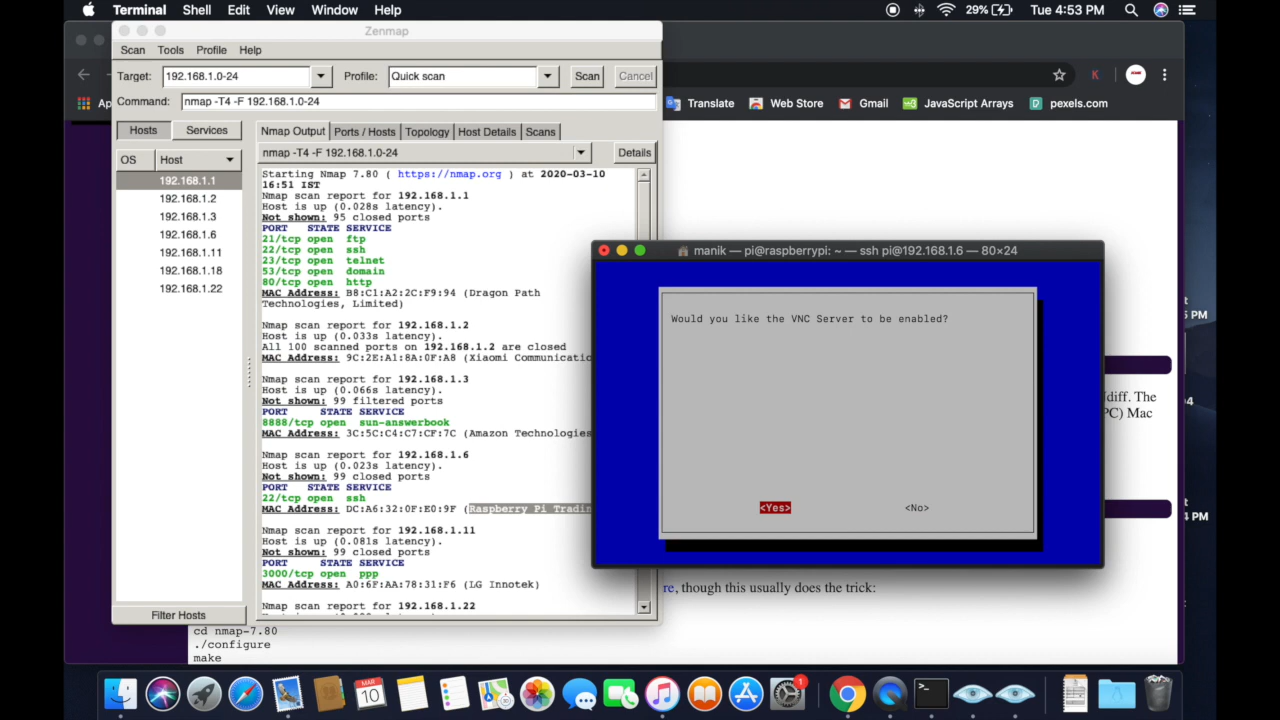 Terminal Shell Edit View Window Help
29% Tue 4:53 PM
Zenmap
Scan Tools Profile Help
Target: 192.168.1.0-24 Profile: Quick scan Scan Cancel
Command: nmap -T4 -F 192.168.1.0-24
Hosts Services
Nmap Output Ports / Hosts Topology Host Details Scans
OS Host
nmap -T4 -F 192.168.1.0-24 Details
192.168.1.1
192.168.1.2
192.168.1.3
192.168.1.6
192.168.1.11
192.168.1.18
192.168.1.22
Filter Hosts
Starting Nmap 7.80 ( https://nmap.org ) at 2020-03-10
16:51 IST
Nmap scan report for 192.168.1.1
Host is up (0.028s latency).
Not shown: 95 closed ports
PORT STATE SERVICE
21/tcp open ftp
22/tcp open ssh
23/tcp open telnet
53/tcp open domain
80/tcp open http
MAC Address: B8:C1:A2:2C:F9:94 (Dragon Path
Technologies, Limited)
Nmap scan report for 192.168.1.2
Host is up (0.033s latency).
All 100 scanned ports on 192.168.1.2 are closed
MAC Address: 9C:2E:A1:8A:0F:A8 (Xiaomi Communicatio
Nmap scan report for 192.168.1.3
Host is up (0.066s latency).
Not shown: 99 filtered ports
PORT STATE SERVICE
8888/tcp open sun-answerbook
MAC Address: 3C:5C:C4:C7:CF:7C (Amazon Technologies
Nmap scan report for 192.168.1.6
Host is up (0.023s latency).
Not shown: 99 closed ports
PORT STATE SERVICE
22/tcp open ssh
MAC Address: DC:A6:32:0F:E0:9F (Raspberry Pi Tradin
Nmap scan report for 192.168.1.11
Host is up (0.081s latency).
Not shown: 99 closed ports
PORT STATE SERVICE
3000/tcp open ppp
MAC Address: A0:6F:AA:78:31:F6 (LG Innotek)
Nmap scan report for 192.168.1.22
K
Ap
Translate Web Store Gmail JavaScript Arrays pexels.com
manik — pi@raspberrypi: ~ — ssh pi@192.168.1.6 — 80×24
Would you like the VNC Server to be enabled?
<Yes> <No>
diff. The
PC) Mac
re, though this usually does the trick:
cd nmap-7.80
./configure
make
t
5 PM
94
t
4 PM
MAR
10
1